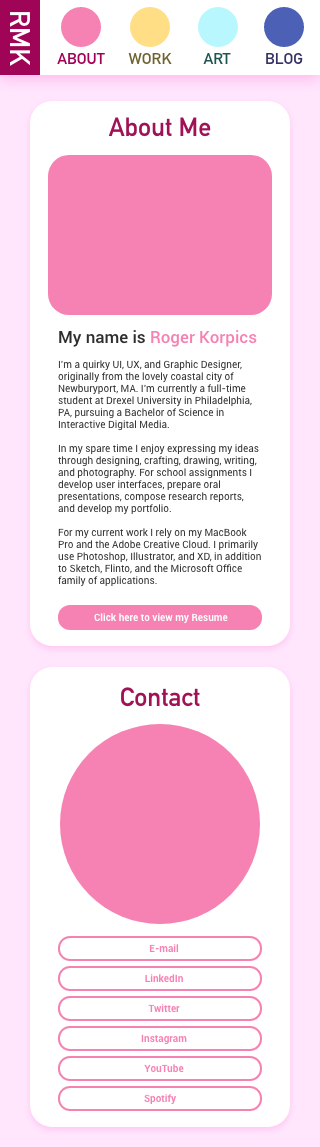 RMK
ABOUT
WORK
ART
BLOG
About Me
My name is Roger Korpics
I'm a quirky UI, UX, and Graphic Designer,
originally from the lovely coastal city of
Newburyport, MA. I'm currently a full-time
student at Drexel University in Philadelphia,
PA, pursuing a Bachelor of Science in
Interactive Digital Media.
In my spare time I enjoy expressing my ideas
through designing, crafting, drawing, writing,
and photography. For school assignments I
develop user interfaces, prepare oral
presentations, compose research reports,
and develop my portfolio.
For my current work I rely on my MacBook
Pro and the Adobe Creative Cloud. I primarily
use Photoshop, Illustrator, and XD, in addition
to Sketch, Flinto, and the Microsoft Office
family of applications.
Click here to view my Resume
Contact
E-mail
LinkedIn
Twitter
Instagram
YouTube
Spotify